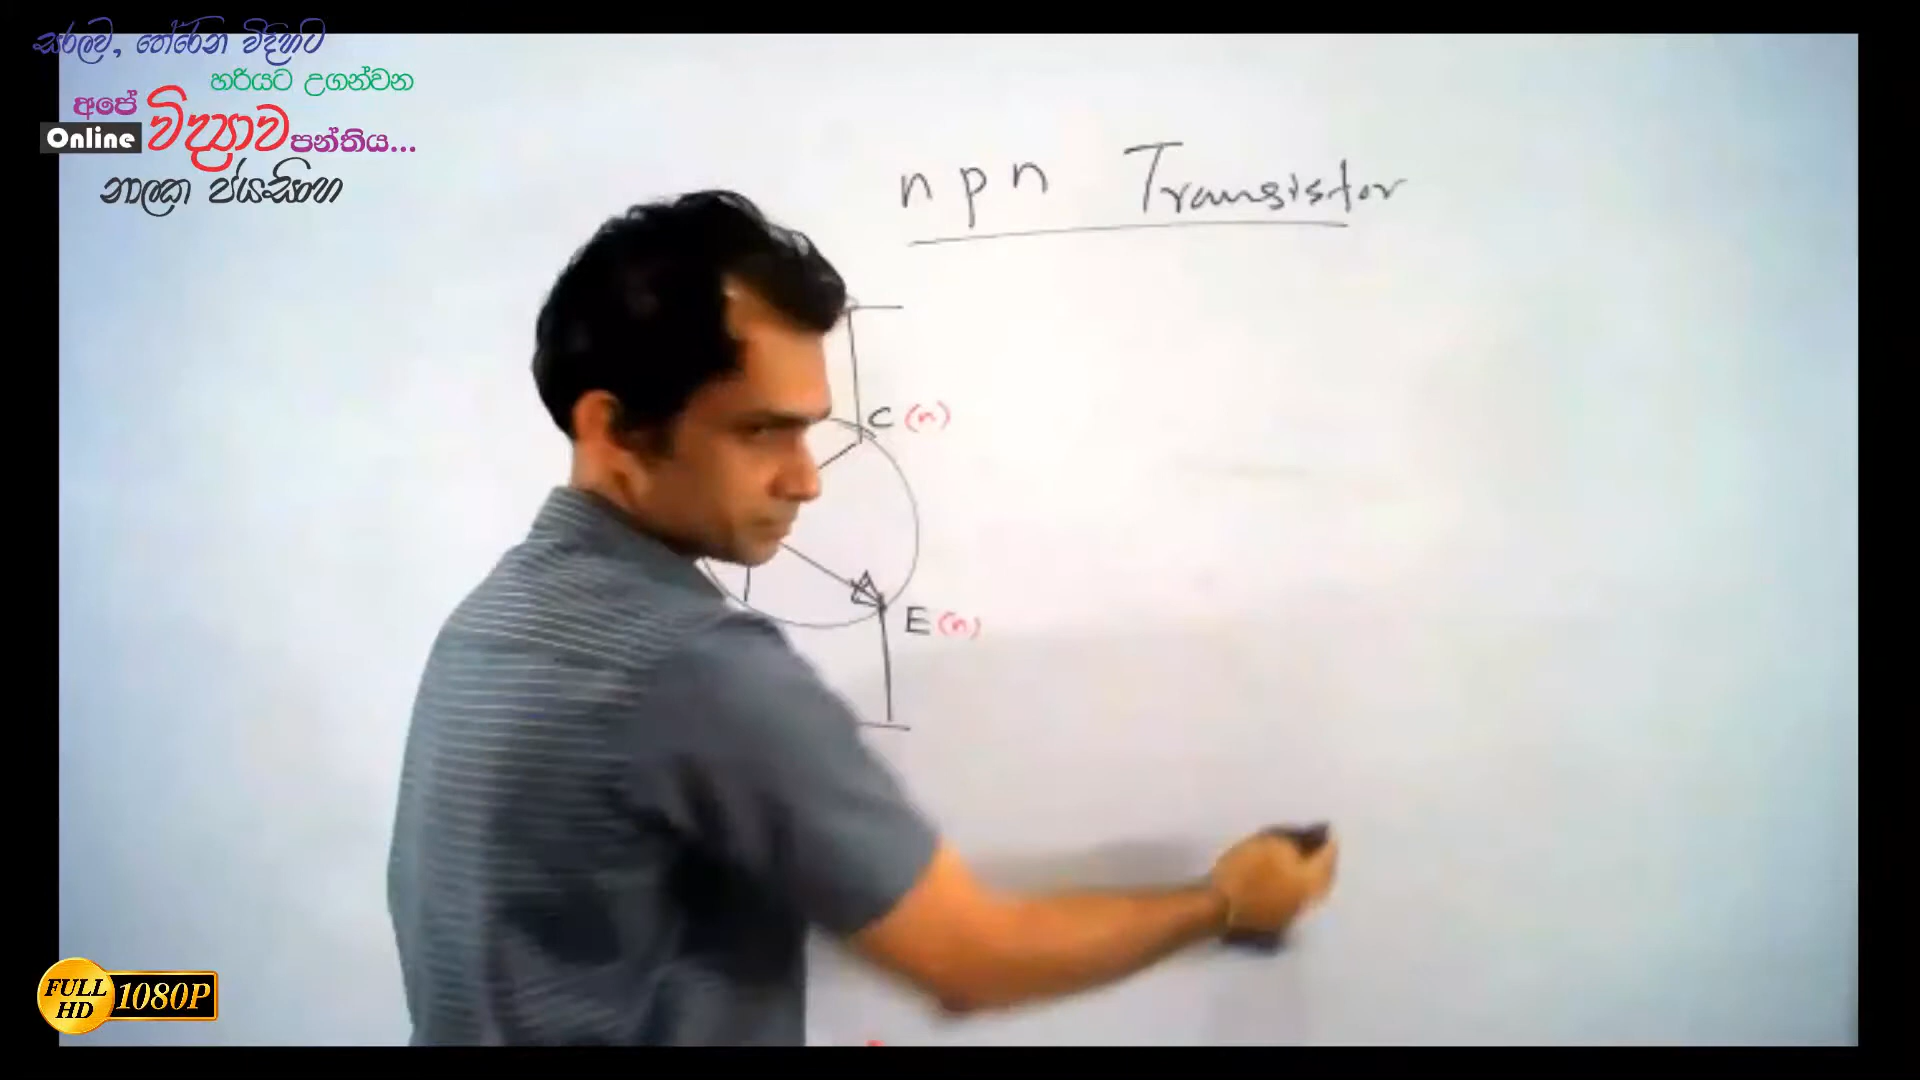 සරලව, තේරෙන විදිහට
හරියට උගන්වන
අපේ
Online විද්‍යාව පන්තිය...
නාලක ජයසිංහ
npn Transistor
C (n)
E (n)
FULL HD 1080P